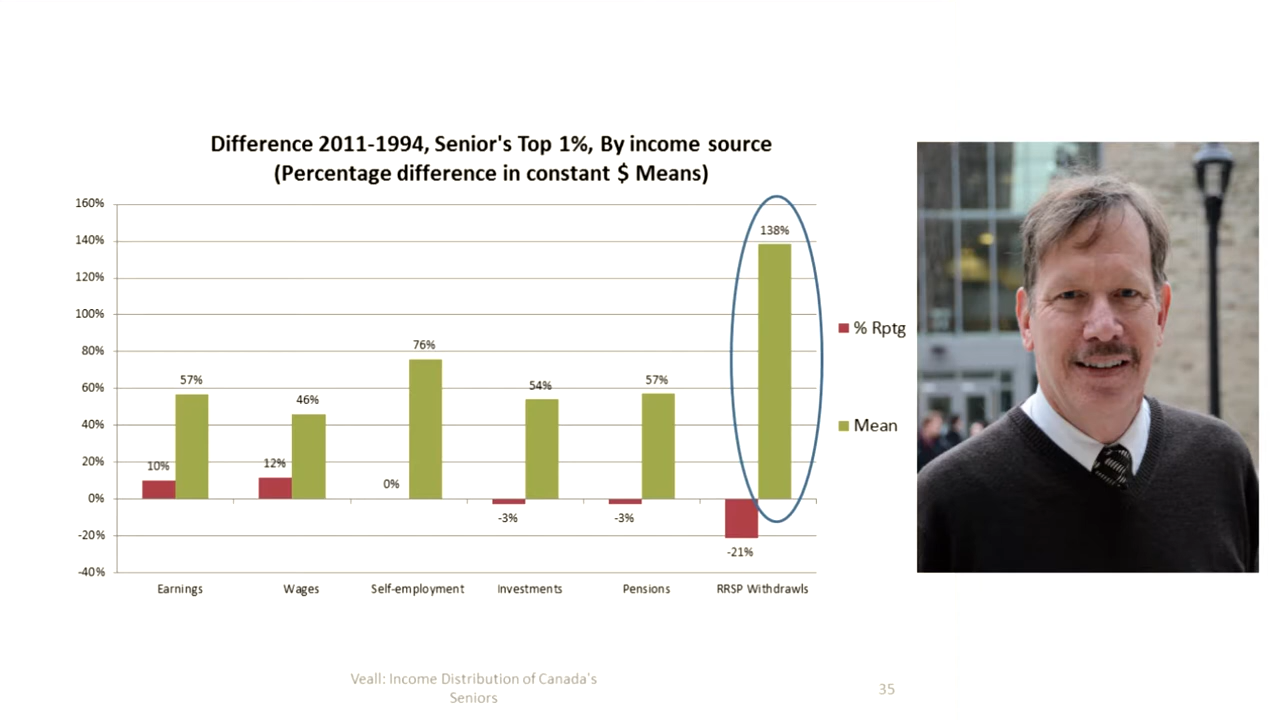 Difference 2011-1994, Senior's Top 1%, By income source
(Percentage difference in constant $ Means)
160%
140%
120%
100%
80%
60%
40%
20%
0%
-20%
-40%
10%
57%
12%
46%
0%
76%
-3%
54%
-3%
57%
-21%
138%
Earnings
Wages
Self-employment
Investments
Pensions
RRSP Withdrawls
% Rptg
Mean
Veall: Income Distribution of Canada's
Seniors
35